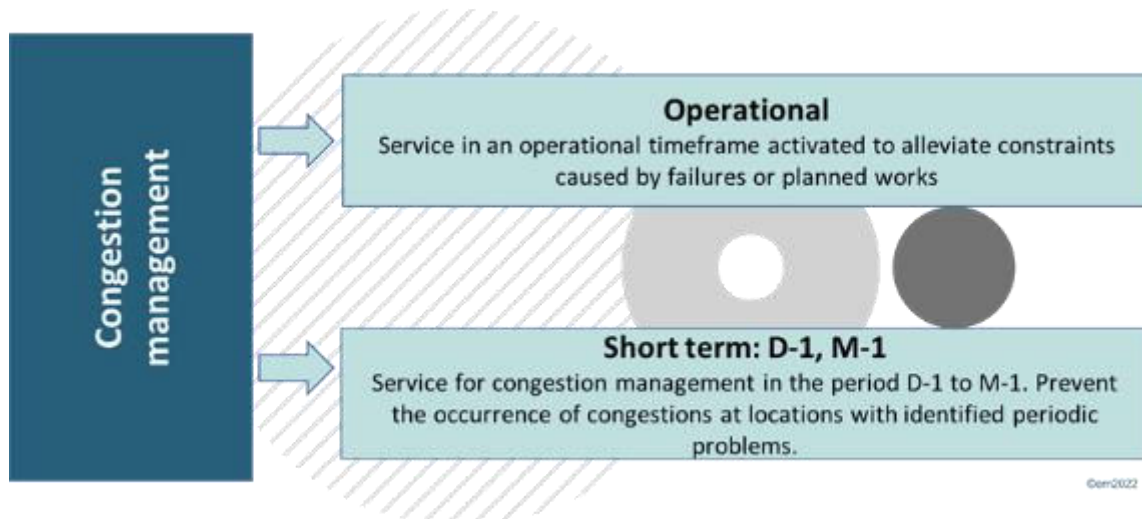 Congestion
management
Operational
Service in an operational timeframe activated to alleviate constraints
caused by failures or planned works
Short term: D-1, M-1
Service for congestion management in the period D-1 to M-1. Prevent
the occurrence of congestions at locations with identified periodic
problems.